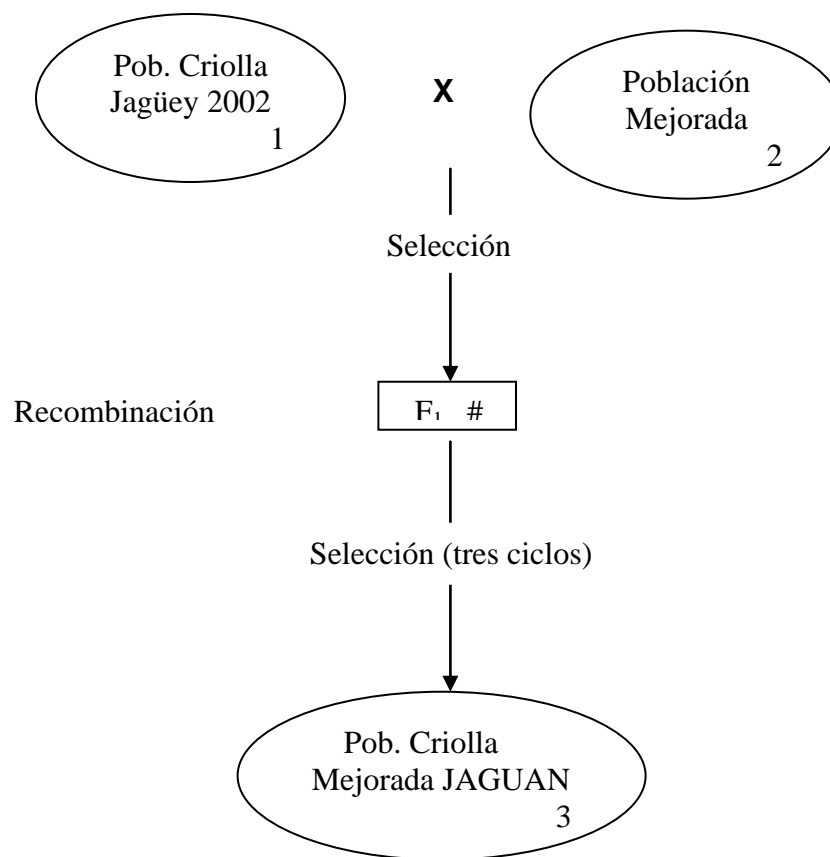 Pob. Criolla
Jagüey 2002
1
X
Población
Mejorada
2
Selección
Recombinación
F₁ #
Selección (tres ciclos)
Pob. Criolla
Mejorada JAGUAN
3